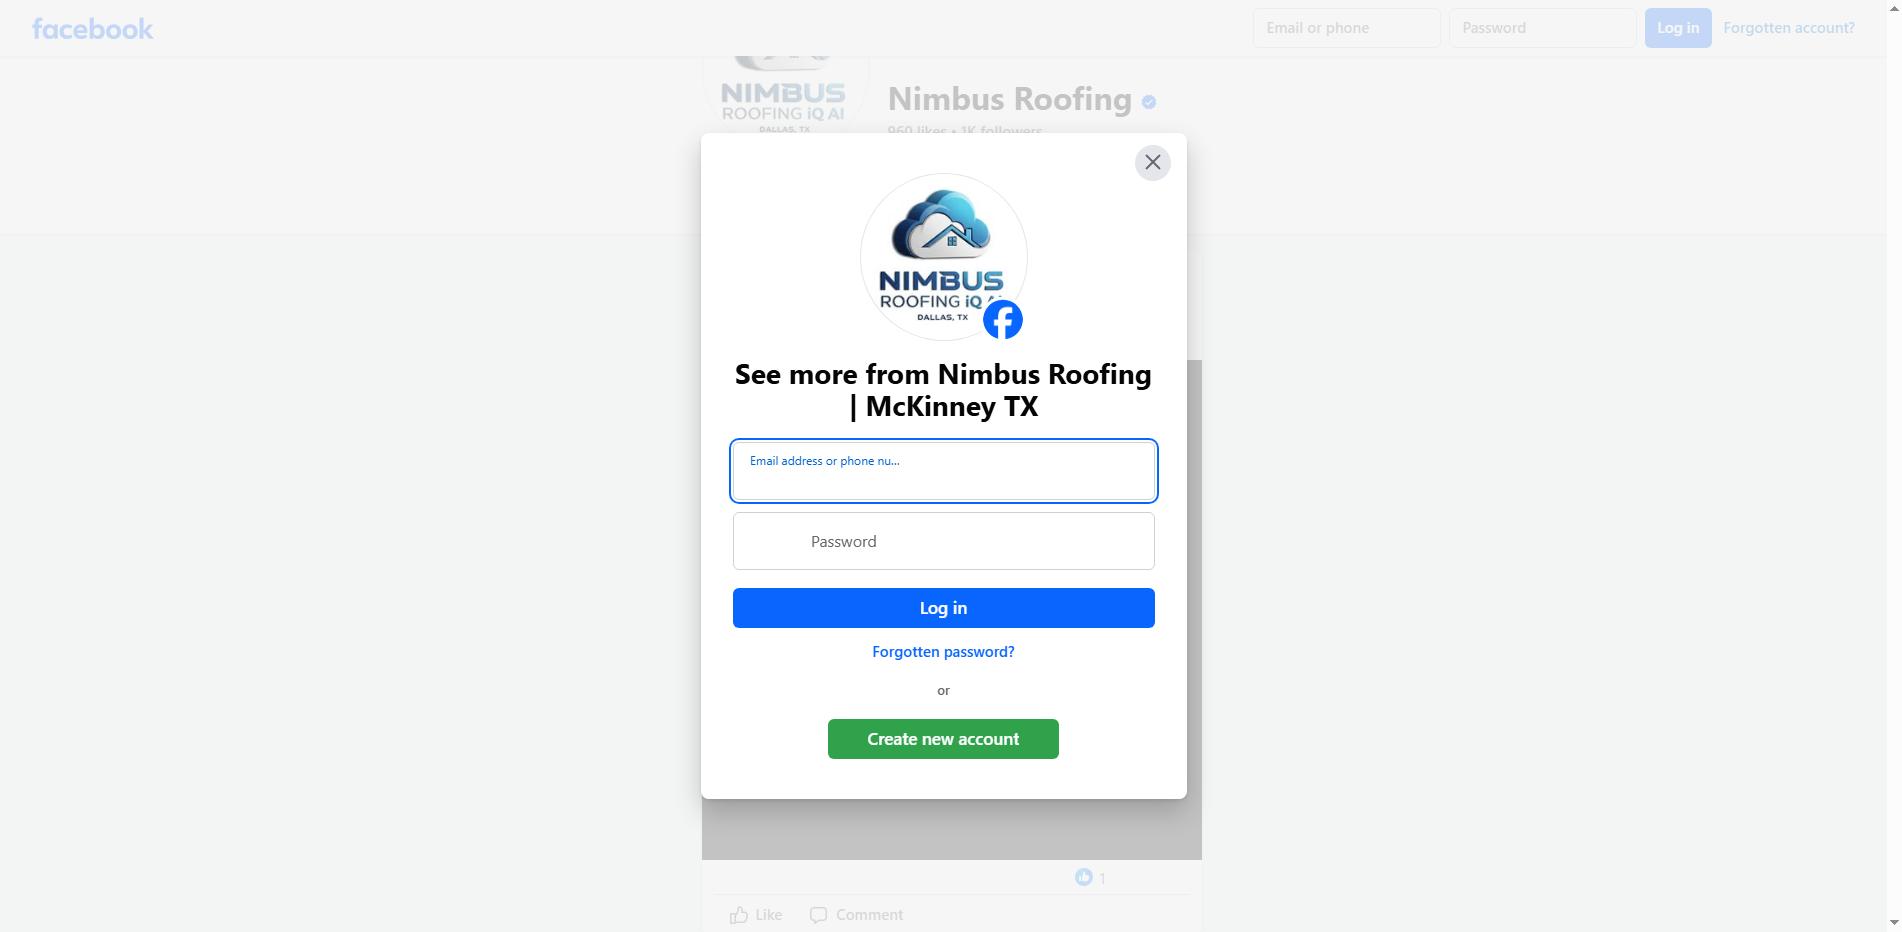 facebook
Email or phone
Password
Log in
Forgotten account?
NIMBUS
ROOFING iQ AI
DALLAS, TX
Nimbus Roofing
960 likes • 1K followers
NIMBUS
ROOFING iQ
DALLAS, TX
See more from Nimbus Roofing
| McKinney TX
Email address or phone nu...
Password
Log in
Forgotten password?
or
Create new account
1
Like
Comment